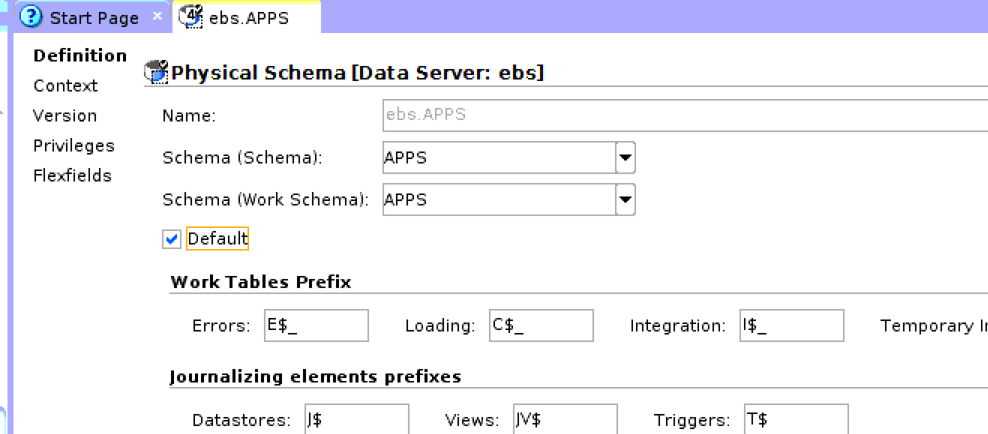 Start Page × ebs.APPS
Definition
Physical Schema [Data Server: ebs]
Context
Name: ebs.APPS
Version
Privileges
Schema (Schema): APPS
Flexfields
Schema (Work Schema): APPS
Default
Work Tables Prefix
Errors: E$_ Loading: C$_ Integration: I$_ Temporary
Journalizing elements prefixes
Datastores: J$ Views: JV$ Triggers: T$